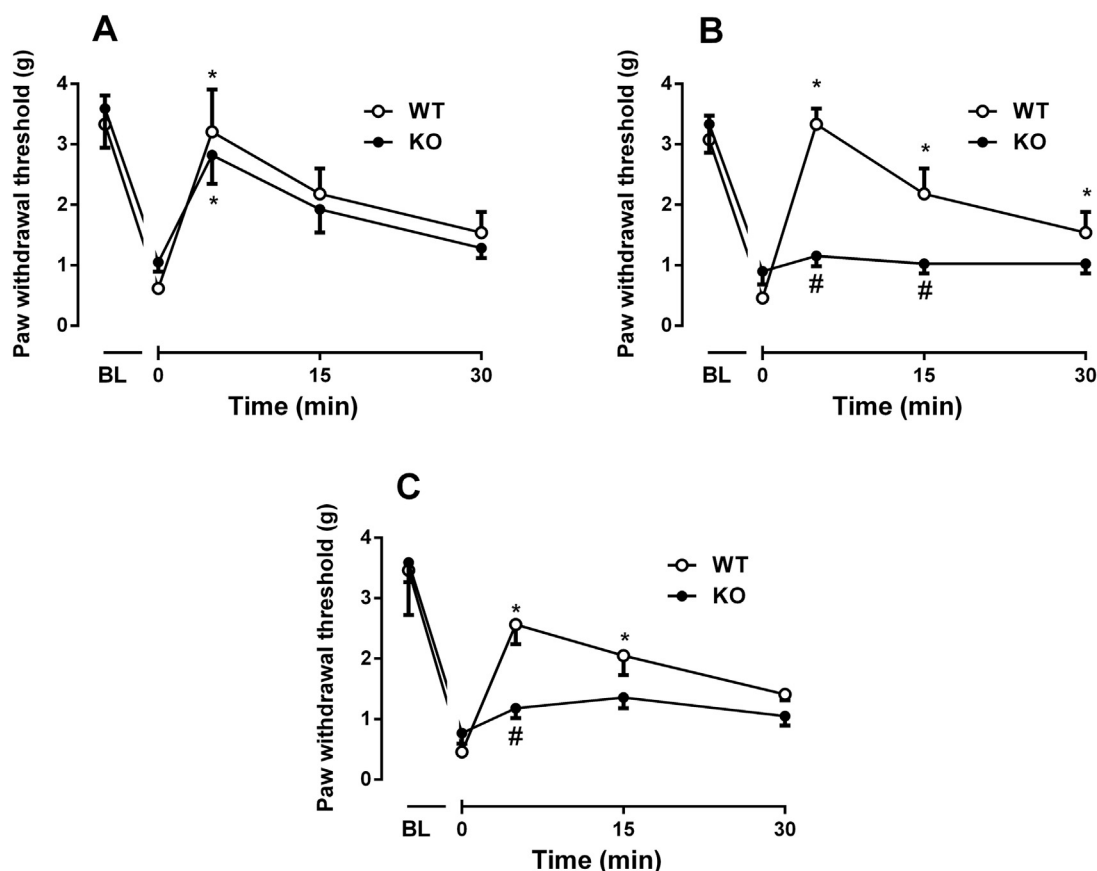 A
Paw withdrawal threshold (g)
4
3
2
1
0
*
*
WT
KO
BL
0
15
30
Time (min)
B
Paw withdrawal threshold (g)
4
3
2
1
0
*
*
*
#
#
WT
KO
BL
0
15
30
Time (min)
C
Paw withdrawal threshold (g)
4
3
2
1
0
*
*
#
WT
KO
BL
0
15
30
Time (min)